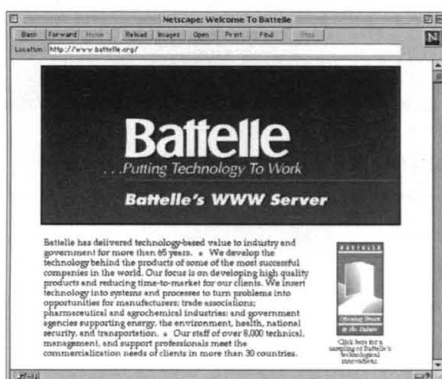 Netscape: Welcome To Battelle
Back Forward Home Reload Images Open Print Find Stop
Location: http://www.battelle.org/
N
Battelle
...Putting Technology To Work
Battelle's WWW Server
Battelle has delivered technology-based value to industry and
government for more than 65 years. We develop the
technology behind the products of some of the most successful
companies in the world. Our focus is on developing high quality
products and reducing time-to-market for our clients. We insert
technology into systems and processes to turn problems into
opportunities for manufacturers; trade associations;
pharmaceutical and agrochemical industries; and government
agencies supporting energy, the environment, health, national
security, and transportation. Our staff of over 8,000 technical,
management, and support professionals meet the
commercialization needs of clients in more than 30 countries.
BATTELLE
in the Future
Click here for a
sampling of Battelle's
technological
innovations.